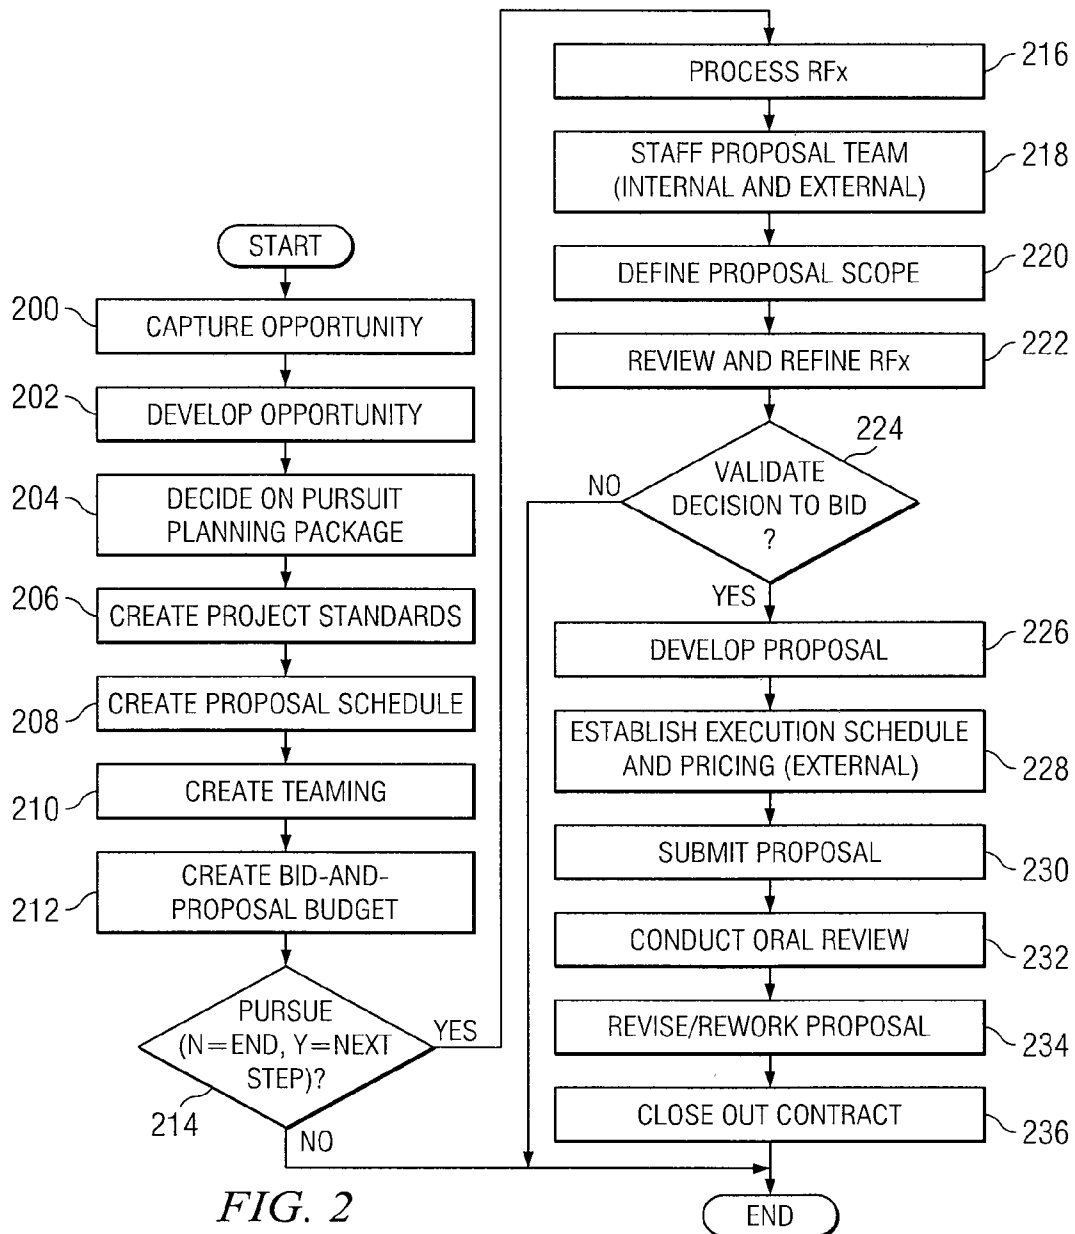 START
200
CAPTURE OPPORTUNITY
202
DEVELOP OPPORTUNITY
204
DECIDE ON PURSUIT
PLANNING PACKAGE
206
CREATE PROJECT STANDARDS
208
CREATE PROPOSAL SCHEDULE
210
CREATE TEAMING
212
CREATE BID-AND-
PROPOSAL BUDGET
PURSUE
(N=END, Y=NEXT
STEP)?
214
YES
NO
PROCESS RFx
216
STAFF PROPOSAL TEAM
(INTERNAL AND EXTERNAL)
218
DEFINE PROPOSAL SCOPE
220
REVIEW AND REFINE RFx
222
VALIDATE
DECISION TO BID
?
224
NO
YES
DEVELOP PROPOSAL
226
ESTABLISH EXECUTION SCHEDULE
AND PRICING (EXTERNAL)
228
SUBMIT PROPOSAL
230
CONDUCT ORAL REVIEW
232
REVISE/REWORK PROPOSAL
234
CLOSE OUT CONTRACT
236
END
FIG. 2